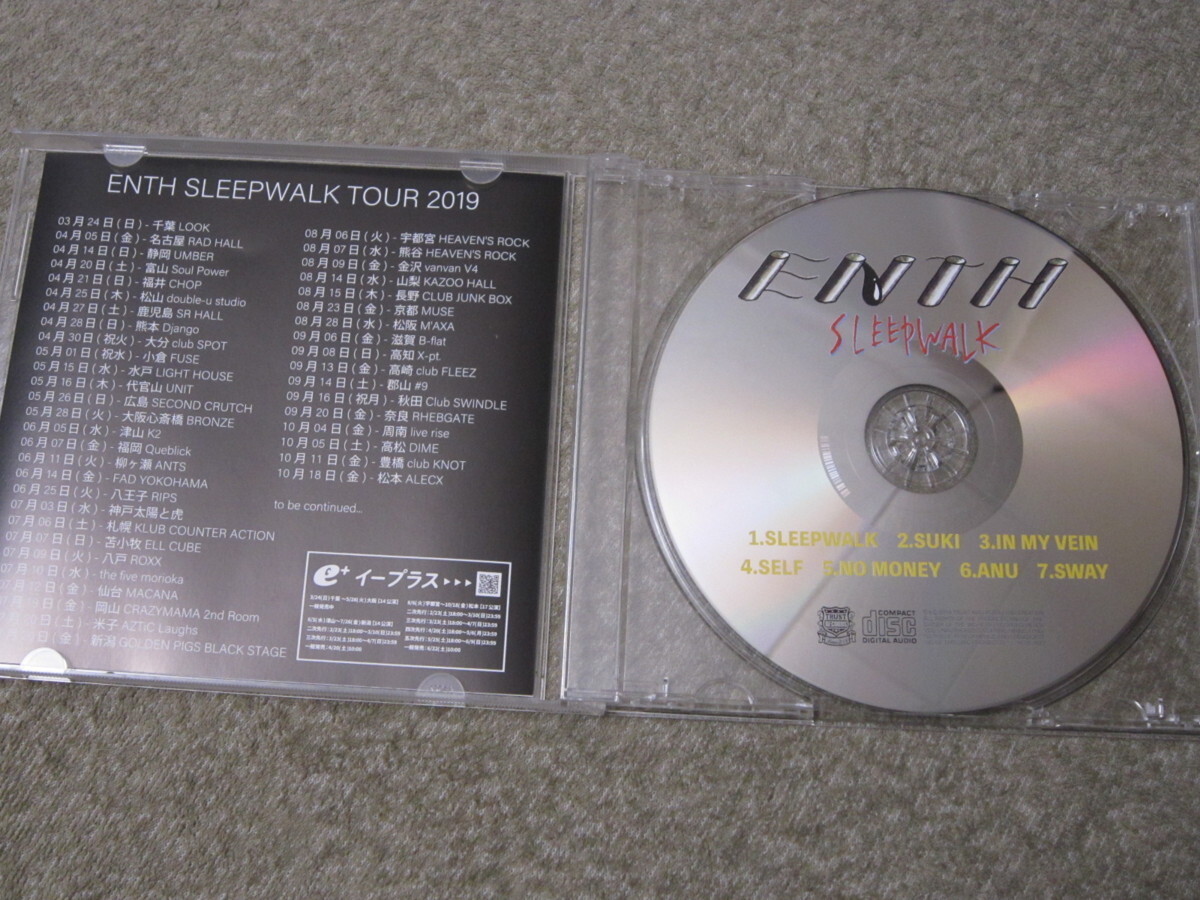 ENTH SLEEPWALK TOUR 2019
03月24日(日) - 千葉 LOOK
04月05日(金) - 名古屋 RAD HALL
04月14日(日) - 静岡 UMBER
04月20日(土) - 富山 Soul Power
04月21日(日) - 福井 CHOP
04月25日(木) - 松山 double-u studio
04月27日(土) - 鹿児島 SR HALL
04月28日(日) - 熊本 Django
04月30日(祝火) - 大分 club SPOT
05月01日(祝水) - 小倉 FUSE
05月15日(水) - 水戸 LIGHT HOUSE
05月16日(木) - 代官山 UNIT
05月26日(日) - 広島 SECOND CRUTCH
05月28日(火) - 大阪心斎橋 BRONZE
06月05日(水) - 津山 K2
06月07日(金) - 福岡 Queblick
06月11日(火) - 柳ヶ瀬 ANTS
06月14日(金) - FAD YOKOHAMA
06月25日(火) - 八王子 RIPS
07月03日(水) - 神戸太陽と虎
07月06日(土) - 札幌 KLUB COUNTER ACTION
07月07日(日) - 苫小牧 ELL CUBE
07月09日(火) - 八戸 ROXX
07月10日(水) - the five morioka
日(金) - 仙台 MACANA
日(金) - 岡山 CRAZYMAMA 2nd Room
日(土) - 米子 AZTiC Laughs
日(金) - 新潟 GOLDEN PIGS BLACK STAGE
08月06日(火) - 宇都宮 HEAVEN'S ROCK
08月07日(水) - 熊谷 HEAVEN'S ROCK
08月09日(金) - 金沢 vanvan V4
08月14日(水) - 山梨 KAZOO HALL
08月15日(木) - 長野 CLUB JUNK BOX
08月23日(金) - 京都 MUSE
08月28日(水) - 松阪 M'AXA
09月06日(金) - 滋賀 B-flat
09月08日(日) - 高知 X-pt.
09月13日(金) - 高崎 club FLEEZ
09月14日(土) - 郡山 #9
09月16日(祝月) - 秋田 Club SWINDLE
09月20日(金) - 奈良 RHEBGATE
10月04日(金) - 周南 live rise
10月05日(土) - 高松 DIME
10月11日(金) - 豊橋 club KNOT
10月18日(金) - 松本 ALECX
to be continued..
e+ イープラス
ENTH
SLEEPWALK
1.SLEEPWALK 2.SUKI 3.IN MY VEIN
4.SELF 5.NO MONEY 6.ANU 7.SWAY
TRUST RECORDS
COMPACT
disc
DIGITAL AUDIO